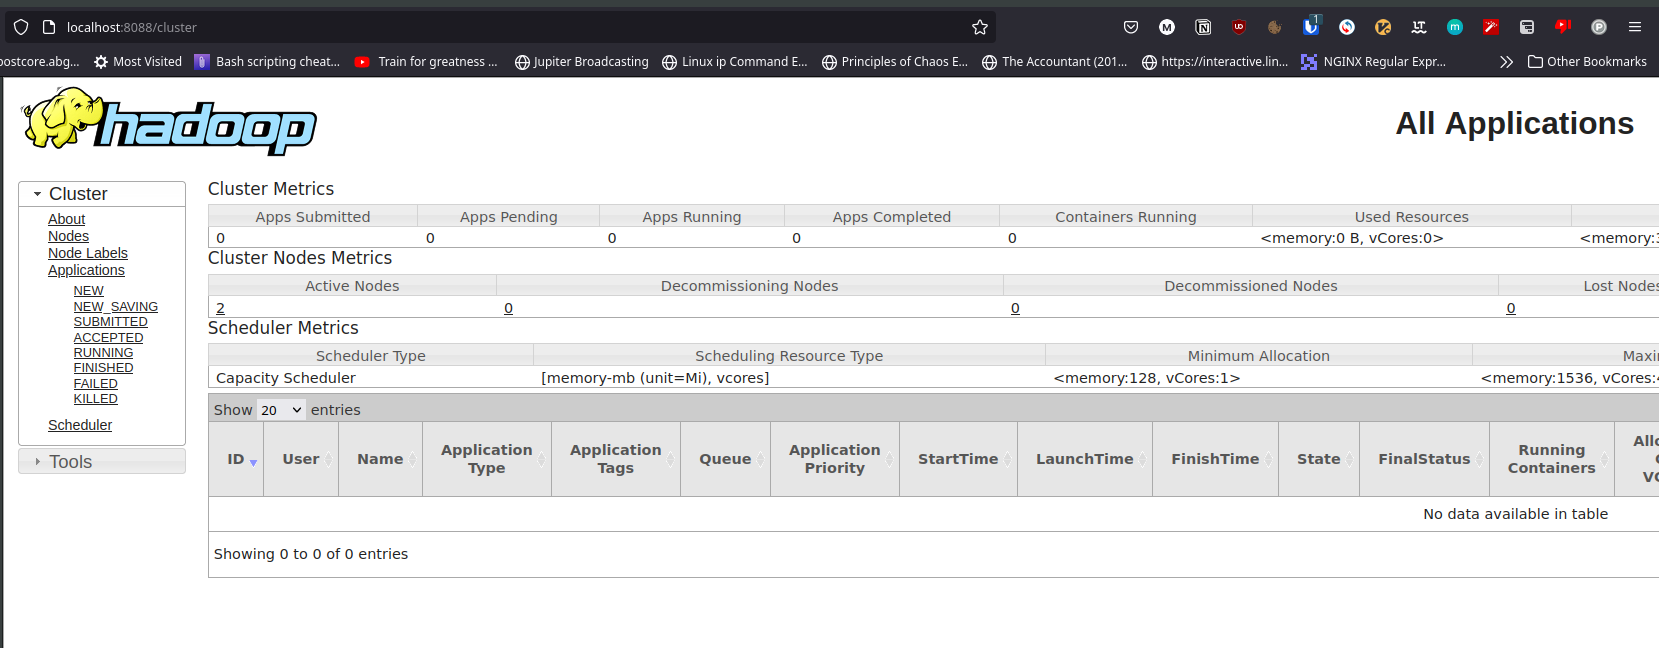 localhost:8088/cluster
ostcore.abg... Most Visited Bash scripting cheat... Train for greatness ... Jupiter Broadcasting Linux ip Command E... Principles of Chaos E... The Accountant (201... https://interactive.lin... NGINX Regular Expr... Other Bookmarks
hadoop
All Applications
Cluster
About
Nodes
Node Labels
Applications
NEW
NEW_SAVING
SUBMITTED
ACCEPTED
RUNNING
FINISHED
FAILED
KILLED
Scheduler
Tools
Cluster Metrics
Apps Submitted Apps Pending Apps Running Apps Completed Containers Running Used Resources
0 0 0 0 0 <memory:0 B, vCores:0> <memory:3
Cluster Nodes Metrics
Active Nodes Decommissioning Nodes Decommissioned Nodes Lost Nodes
2 0 0 0
Scheduler Metrics
Scheduler Type Scheduling Resource Type Minimum Allocation Maxi
Capacity Scheduler [memory-mb (unit=Mi), vcores] <memory:128, vCores:1> <memory:1536, vCores:4
Show 20 entries
ID User Name Application Type Application Tags Queue Application Priority StartTime LaunchTime FinishTime State FinalStatus Running Containers
No data available in table
Showing 0 to 0 of 0 entries